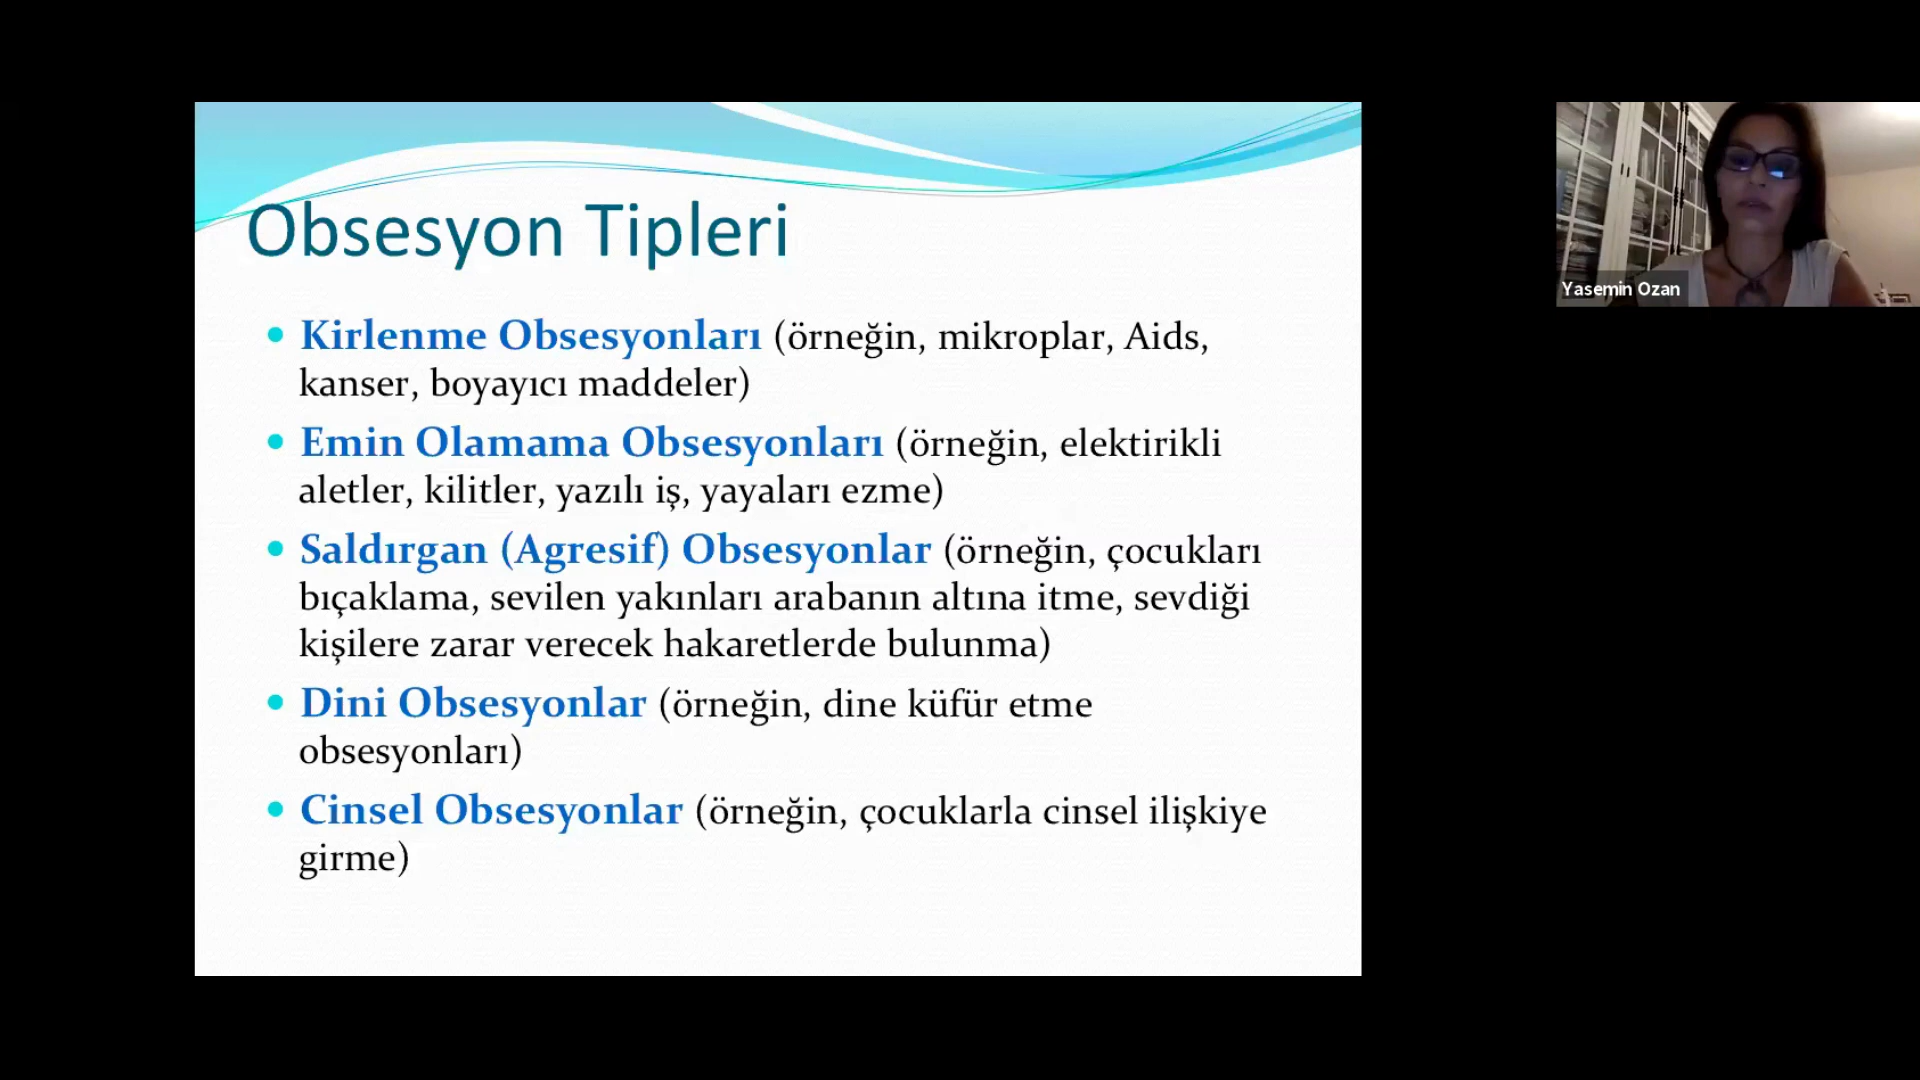 Obsesyon Tipleri
• Kirlenme Obsesyonları (örneğin, mikroplar, Aids,
kanser, boyayıcı maddeler)
• Emin Olamama Obsesyonları (örneğin, elektirikli
aletler, kilitler, yazılı iş, yayaları ezme)
• Saldırgan (Agresif) Obsesyonlar (örneğin, çocukları
bıçaklama, sevilen yakınları arabanın altına itme, sevdiği
kişilere zarar verecek hakaretlerde bulunma)
• Dini Obsesyonlar (örneğin, dine küfür etme
obsesyonları)
• Cinsel Obsesyonlar (örneğin, çocuklarla cinsel ilişkiye
girme)
Yasemin Ozan